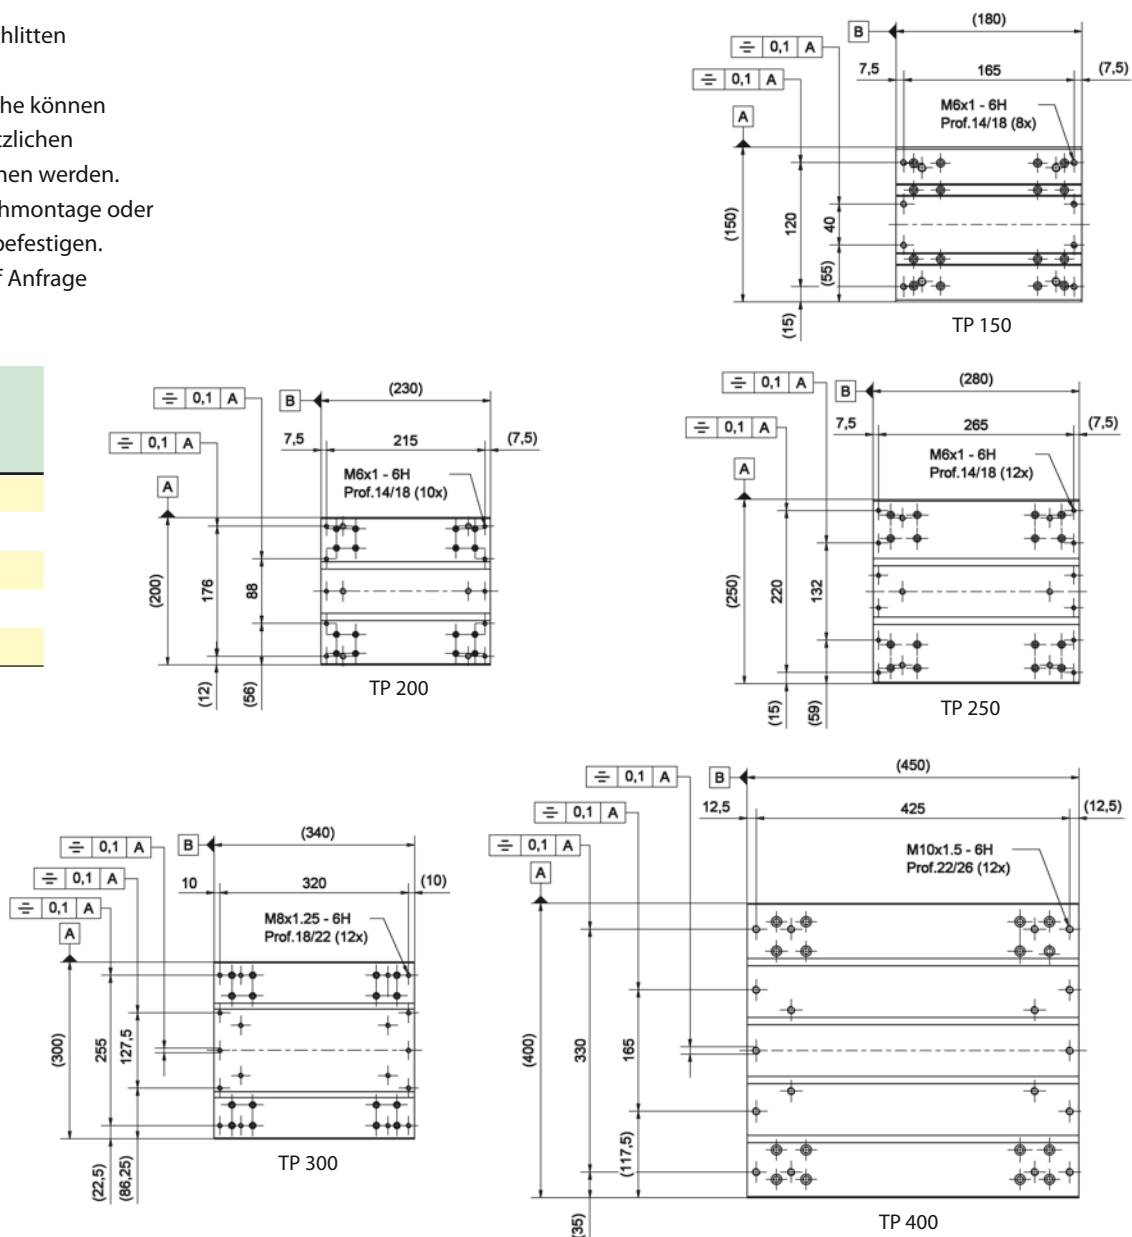 hlitten
he können
tzlichen
nen werden.
hmontage oder
befestigen.
f Anfrage
(180)
B
⌯ 0,1 A
7,5 165 (7,5)
⌯ 0,1 A
M6x1 - 6H
Prof.14/18 (8x)
A
(150)
120
40
(55)
(15)
TP 150
(230)
⌯ 0,1 A
B
7,5 215 (7,5)
⌯ 0,1 A
M6x1 - 6H
Prof.14/18 (10x)
A
(200)
176
88
(12)
(56)
TP 200
(280)
⌯ 0,1 A
B
7,5 265 (7,5)
⌯ 0,1 A
M6x1 - 6H
Prof.14/18 (12x)
A
(250)
220
132
(15)
(59)
TP 250
(340)
⌯ 0,1 A
B
10 320 (10)
⌯ 0,1 A
⌯ 0,1 A
M8x1.25 - 6H
Prof.18/22 (12x)
A
(300)
255
127,5
(22,5)
(86,25)
TP 300
(450)
⌯ 0,1 A
B
12,5 425 (12,5)
⌯ 0,1 A
⌯ 0,1 A
M10x1.5 - 6H
Prof.22/26 (12x)
A
(400)
330
165
(117,5)
(35)
TP 400